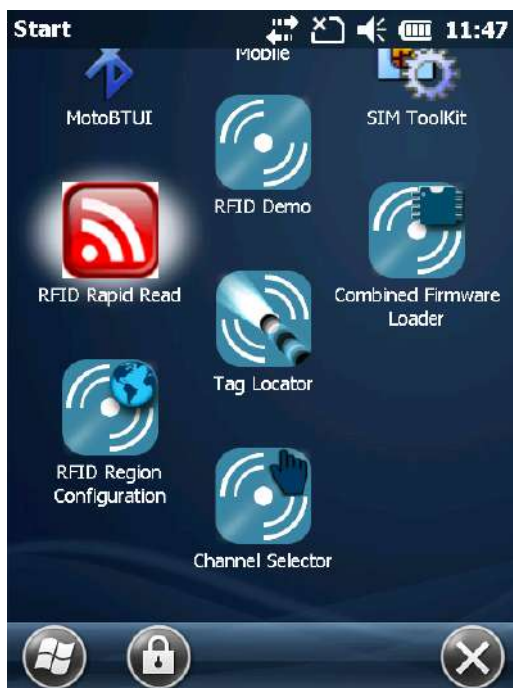 Start
11:47
Mobile
MotoBTUI
SIM ToolKit
RFID Demo
RFID Rapid Read
Combined Firmware
Loader
Tag Locator
RFID Region
Configuration
Channel Selector